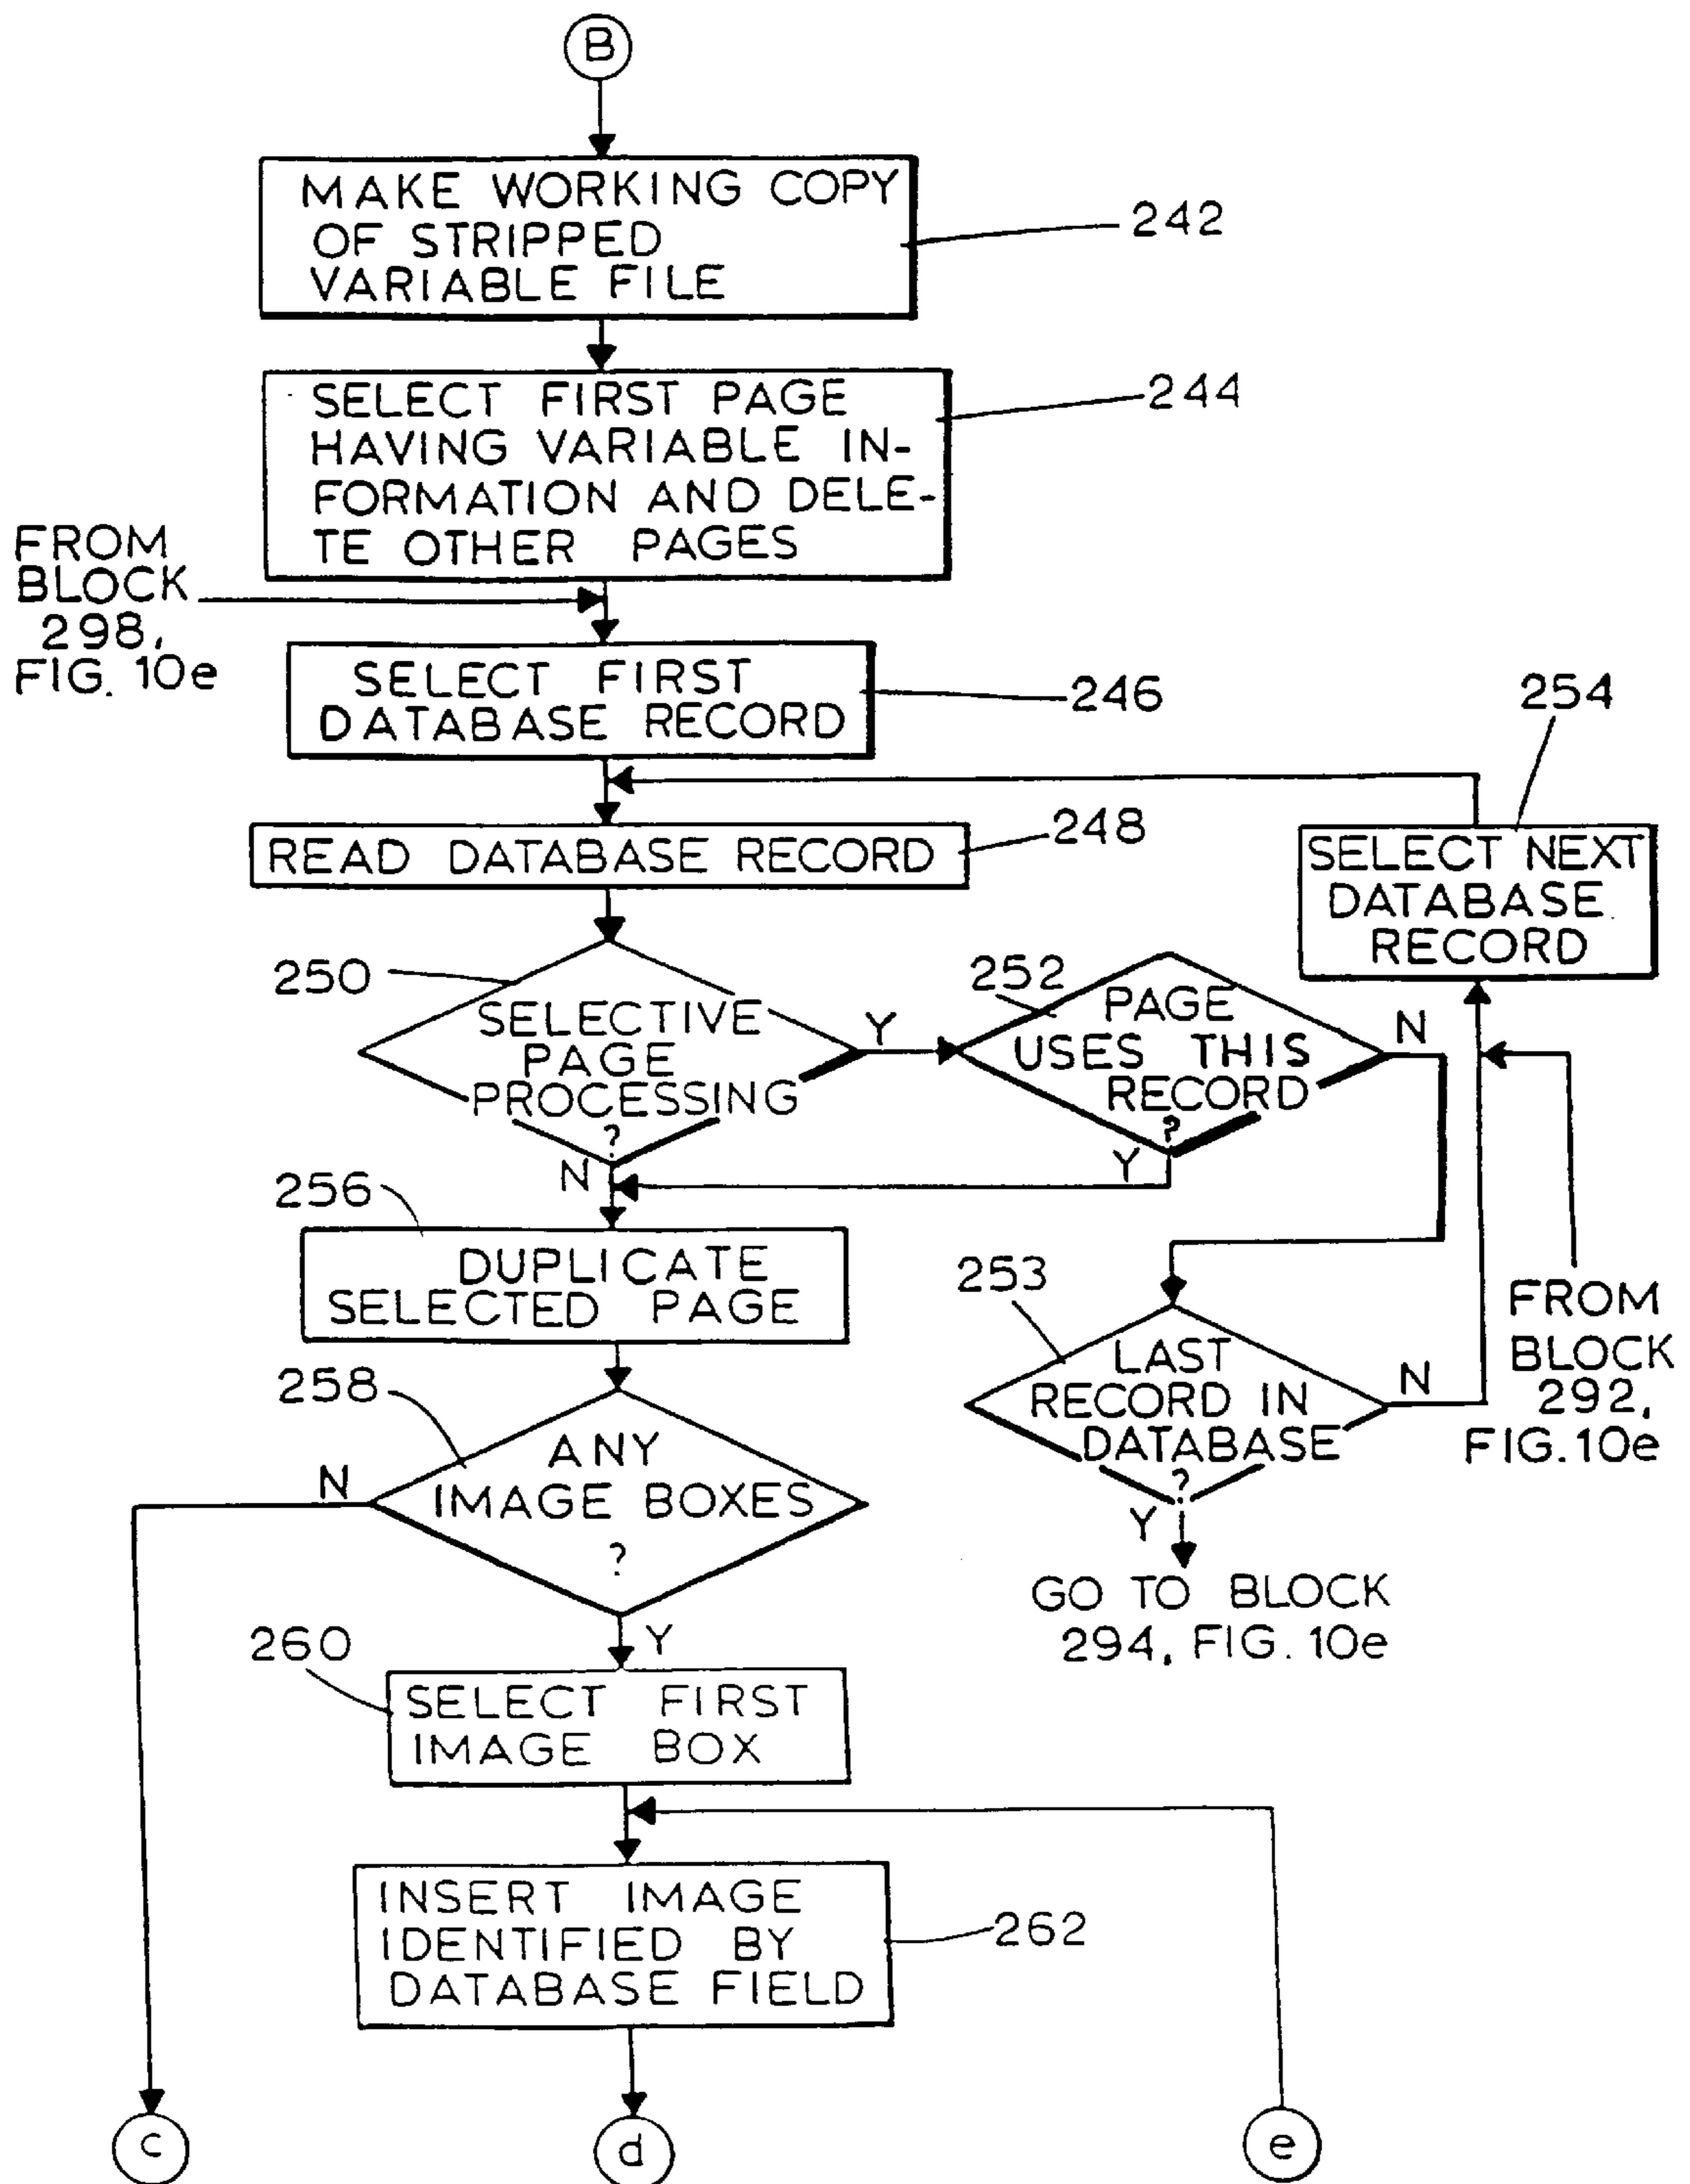 B
MAKE WORKING COPY
OF STRIPPED
VARIABLE FILE
242
SELECT FIRST PAGE
HAVING VARIABLE IN-
FORMATION AND DELE-
TE OTHER PAGES
244
FROM
BLOCK
298,
FIG. 10e
SELECT FIRST
DATABASE RECORD
246
254
READ DATABASE RECORD
248
SELECT NEXT
DATABASE
RECORD
250
SELECTIVE
PAGE
PROCESSING
?
Y
N
252
PAGE
USES THIS
RECORD
?
N
Y
256
DUPLICATE
SELECTED PAGE
253
LAST
RECORD IN
DATABASE
?
N
Y
FROM
BLOCK
292,
FIG. 10e
GO TO BLOCK
294, FIG. 10e
258
ANY
IMAGE BOXES
?
N
Y
260
SELECT FIRST
IMAGE BOX
INSERT IMAGE
IDENTIFIED BY
DATABASE FIELD
262
c
d
e